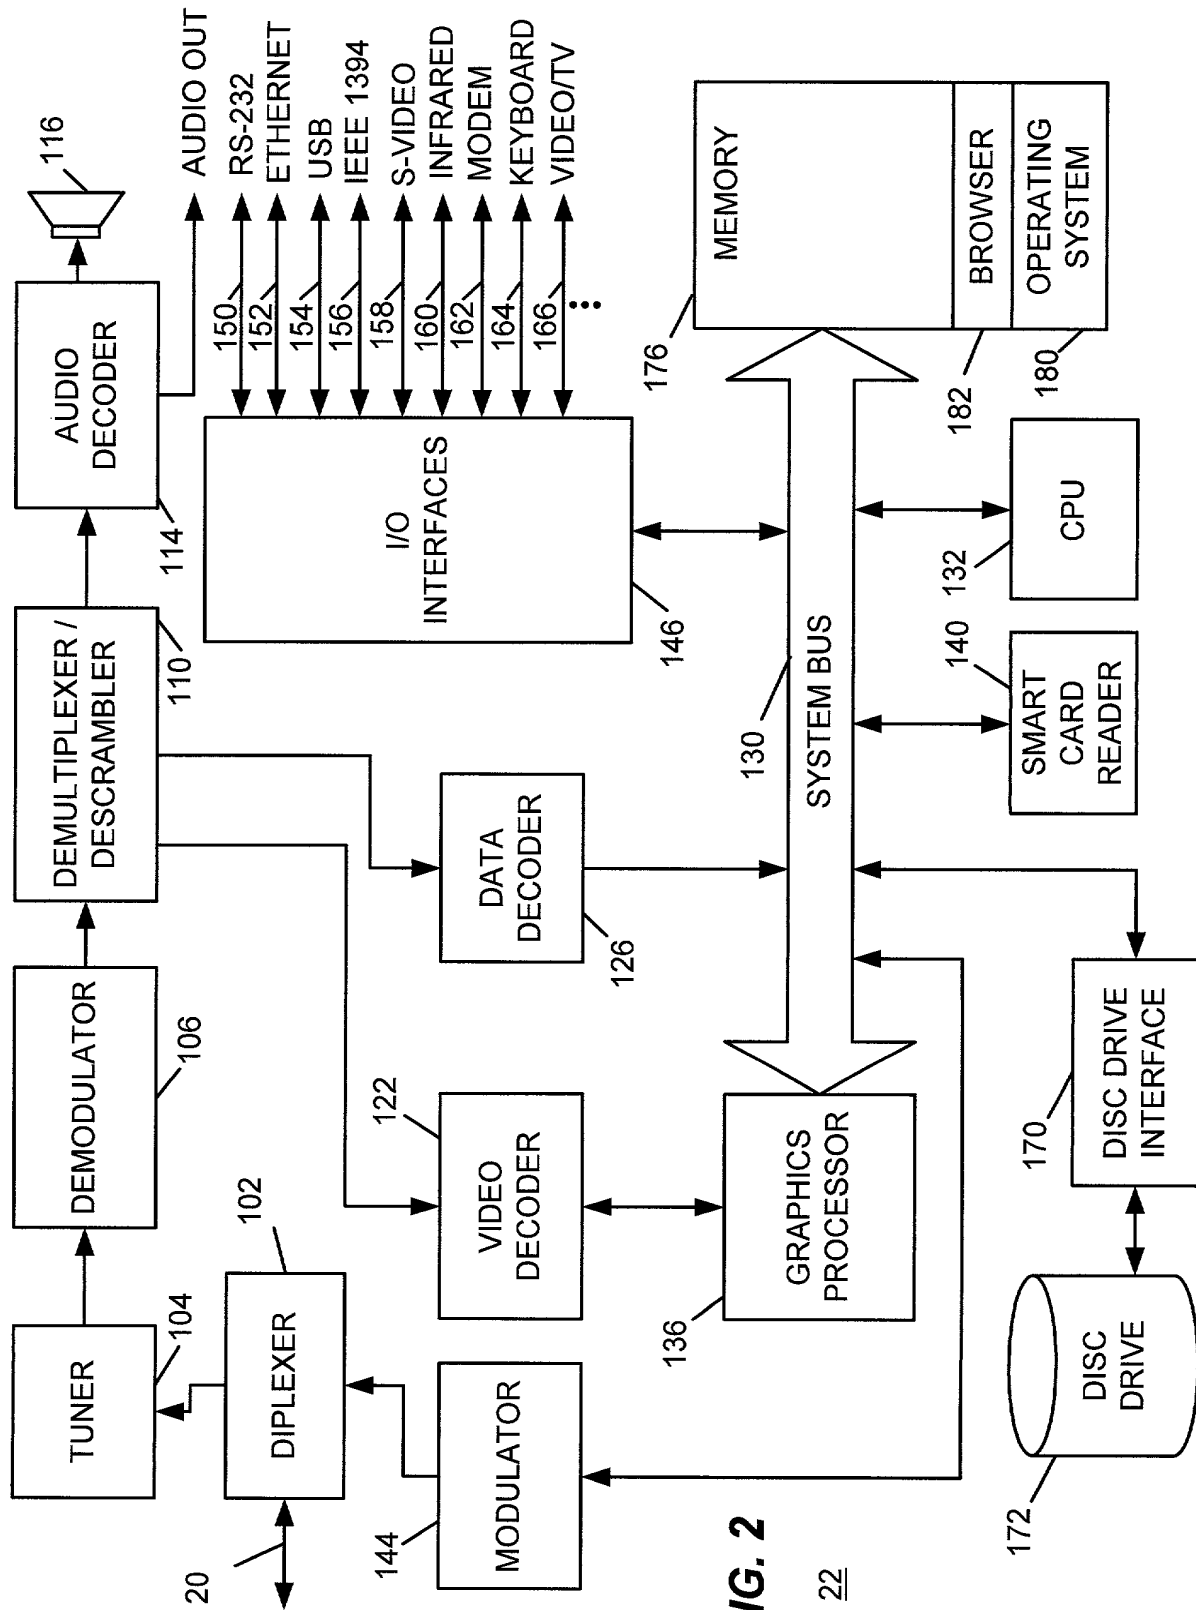 TUNER
104
DEMODULATOR
106
DEMULTIPLEXER /
DESCRAMBLER
110
AUDIO
DECODER
114
116
AUDIO OUT
20
DIPLEXER
102
I/O
INTERFACES
146
150
RS-232
152
ETHERNET
154
USB
156
IEEE 1394
158
S-VIDEO
160
INFRARED
162
MODEM
164
KEYBOARD
166
VIDEO/TV
MODULATOR
144
VIDEO
DECODER
122
DATA
DECODER
126
GRAPHICS
PROCESSOR
136
130
SYSTEM BUS
MEMORY
176
BROWSER
182
OPERATING
SYSTEM
180
DISC
DRIVE
172
DISC DRIVE
INTERFACE
170
SMART
CARD
READER
140
CPU
132
IG. 2
22